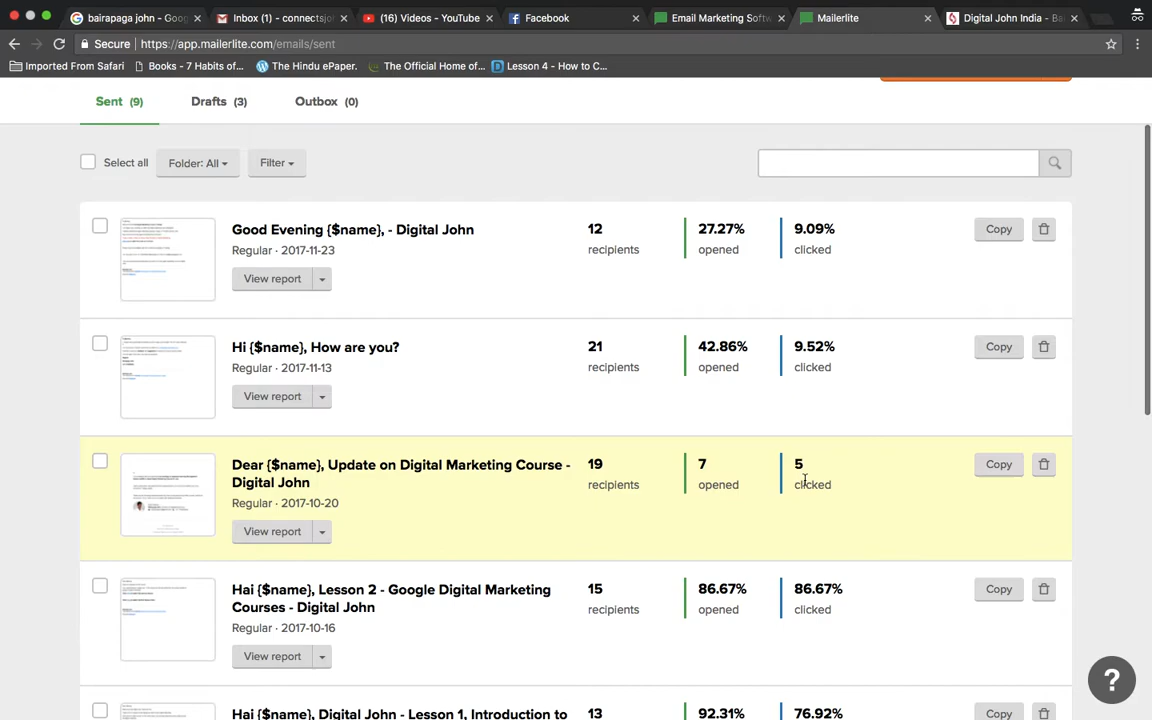 bairapaga john - Goog
Inbox (1) - connectsjo
(16) Videos - YouTube
Facebook
Email Marketing Softw
Mailerlite
Digital John India - Ba
Secure https://app.mailerlite.com/emails/sent
Imported From Safari
Books - 7 Habits of...
The Hindu ePaper.
The Official Home of...
Lesson 4 - How to C...
Sent (9)
Drafts (3)
Outbox (0)
Select all
Folder: All
Filter
Good Evening {$name}, - Digital John
Regular · 2017-11-23
View report
12
recipients
27.27%
opened
9.09%
clicked
Copy
Hi {$name}, How are you?
Regular · 2017-11-13
View report
21
recipients
42.86%
opened
9.52%
clicked
Copy
Dear {$name}, Update on Digital Marketing Course -
Digital John
Regular · 2017-10-20
View report
19
recipients
7
opened
5
clicked
Copy
Hai {$name}, Lesson 2 - Google Digital Marketing
Courses - Digital John
Regular · 2017-10-16
View report
15
recipients
86.67%
opened
86.67%
clicked
Copy
Hai {$name}, Digital John - Lesson 1, Introduction to
13
92.31%
76.92%
Copy
?